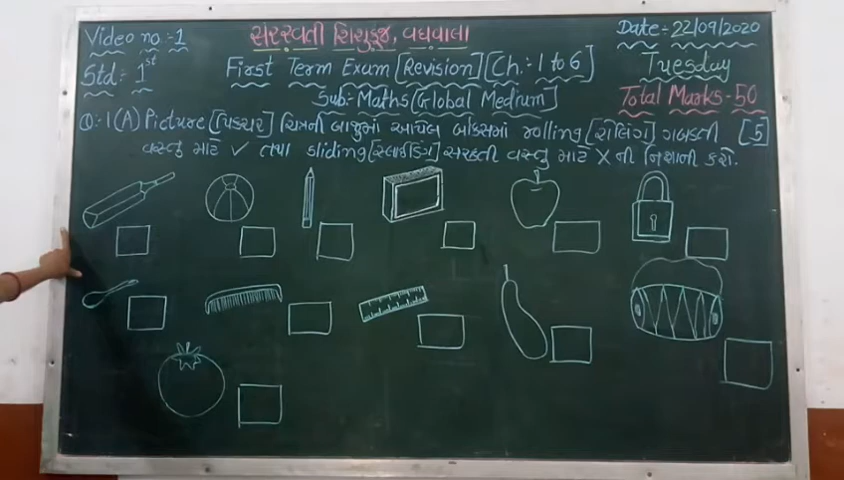 Video no :- 1
સરસ્વતી શિશુકુંજ, વઘવાલા
Date:- 22/09/2020
Std:- 1st
First Term Exam [Revision] [Ch.:- 1 to 6]
Tuesday
Sub:- Maths (Global Medium]
Total Marks - 50
Q:-1 (A) Picture [પિક્ચર] ચિત્રની બાજુમાં આપેલ બોક્સમાં rolling [રોલિંગ] ગબડતી [5]
વસ્તુ માટે ✓ તથા sliding [સ્લાઈડિંગ] સરકતી વસ્તુ માટે X ની નિશાની કરો.